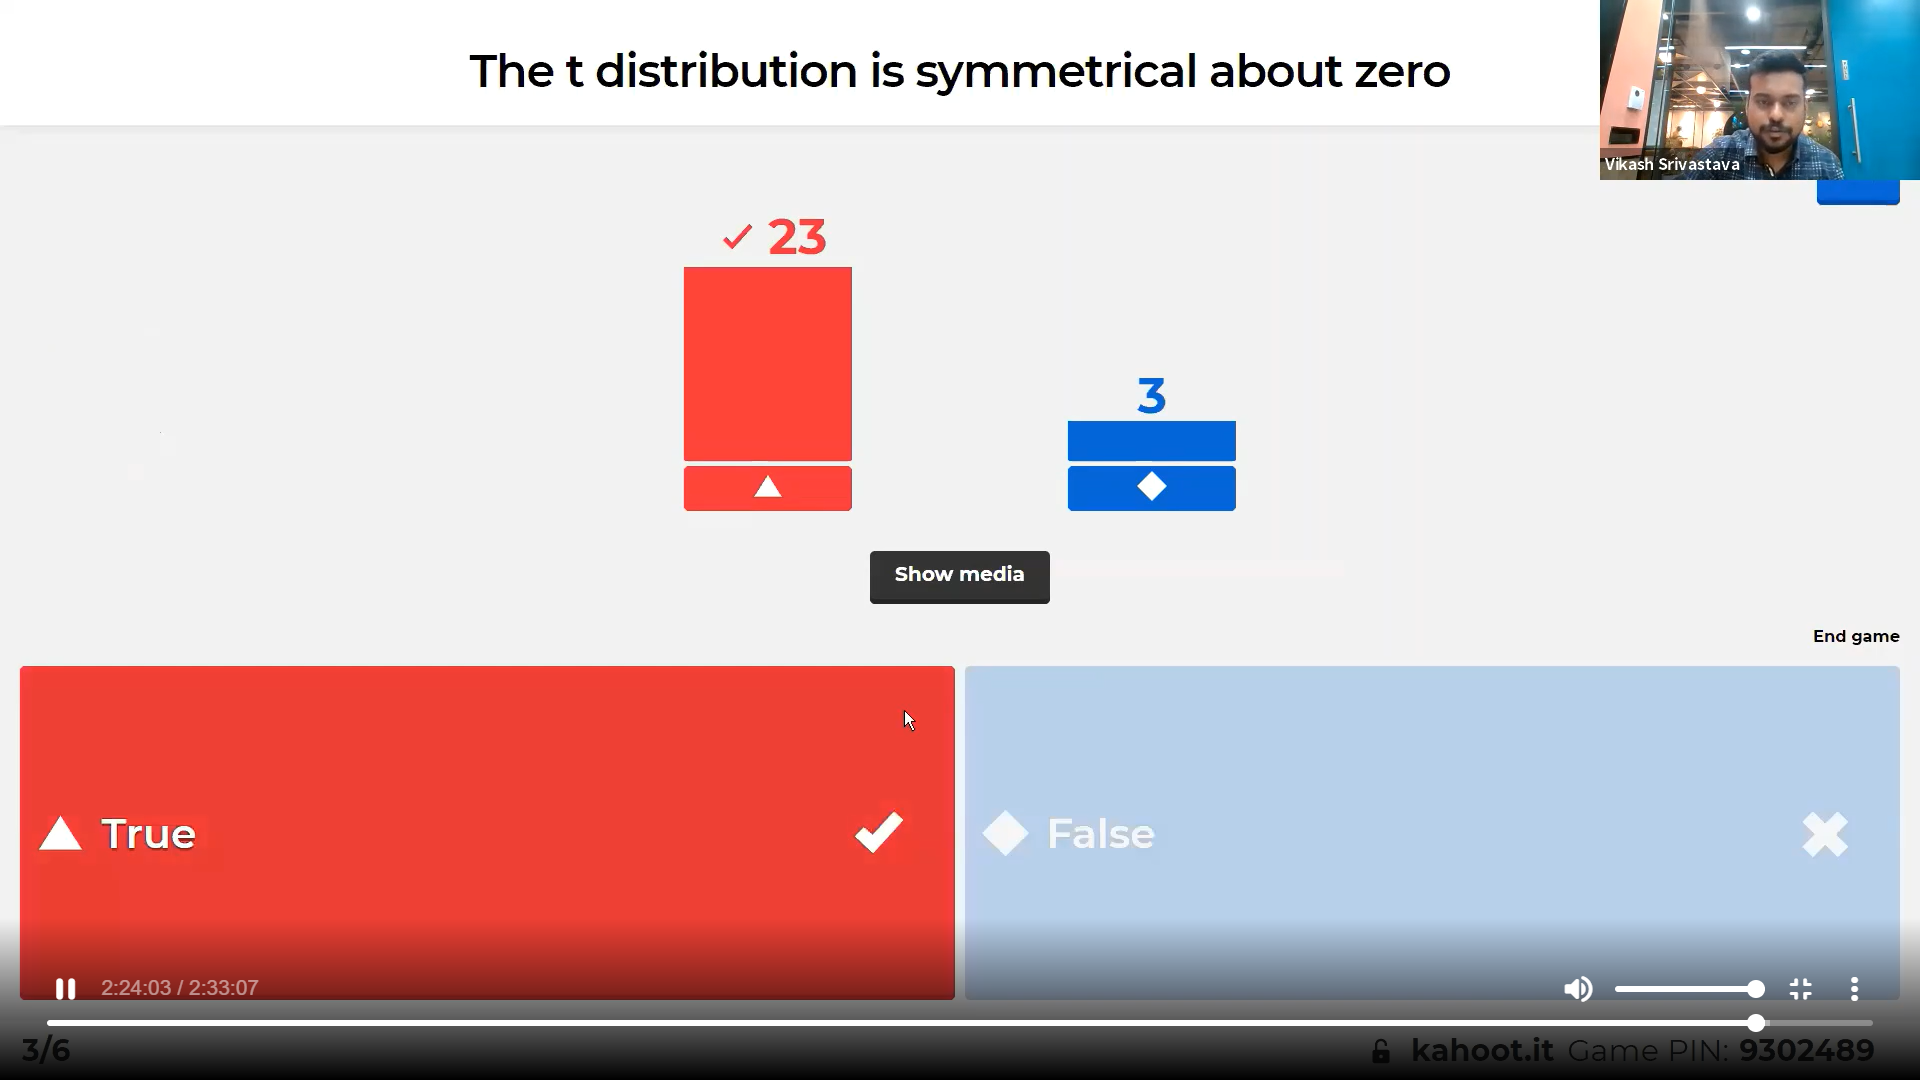 The t distribution is symmetrical about zero
Vikash Srivastava
23
3
Show media
End game
True
False
2:24:03 / 2:33:07
3/6
kahoot.it Game PIN: 9302489